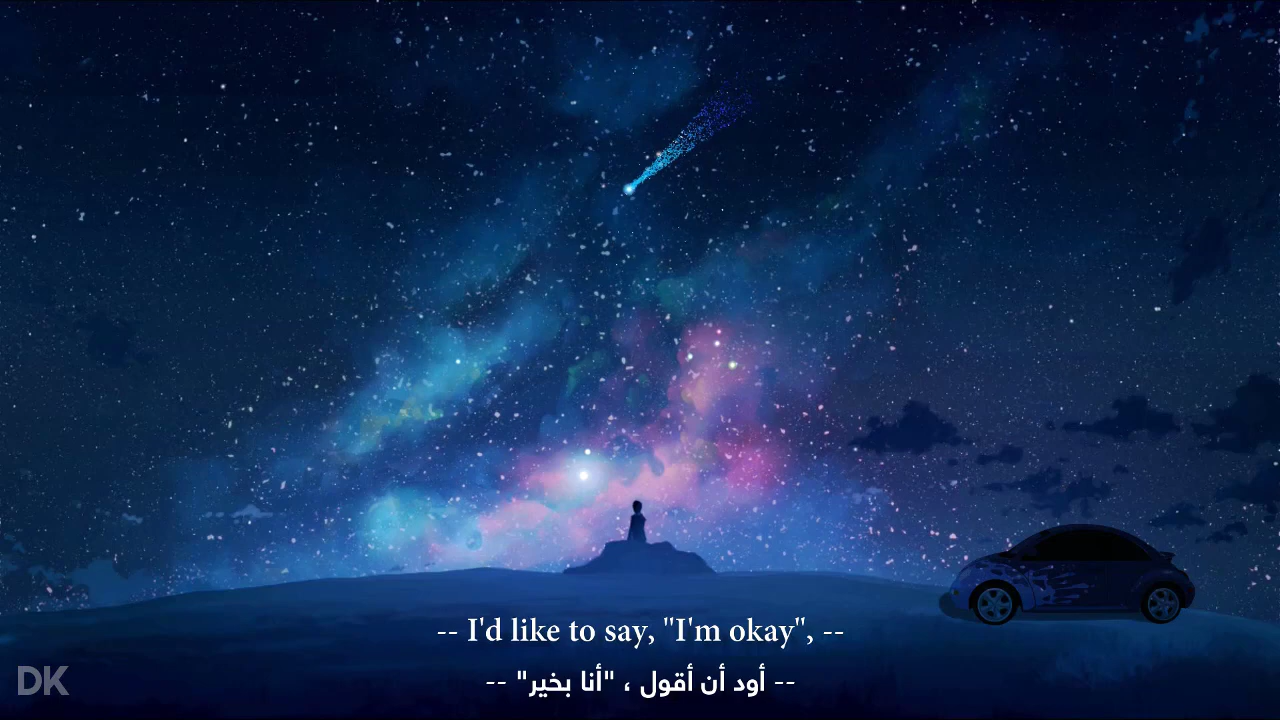 -- I'd like to say, "I'm okay", --
-- أود أن أقول ، "أنا بخير" --
DK